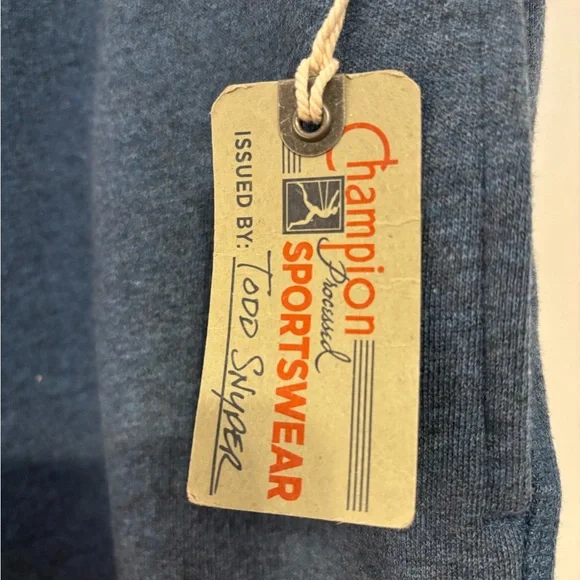 Champion
Processed
SPORTSWEAR
ISSUED BY: TODD SNYDER